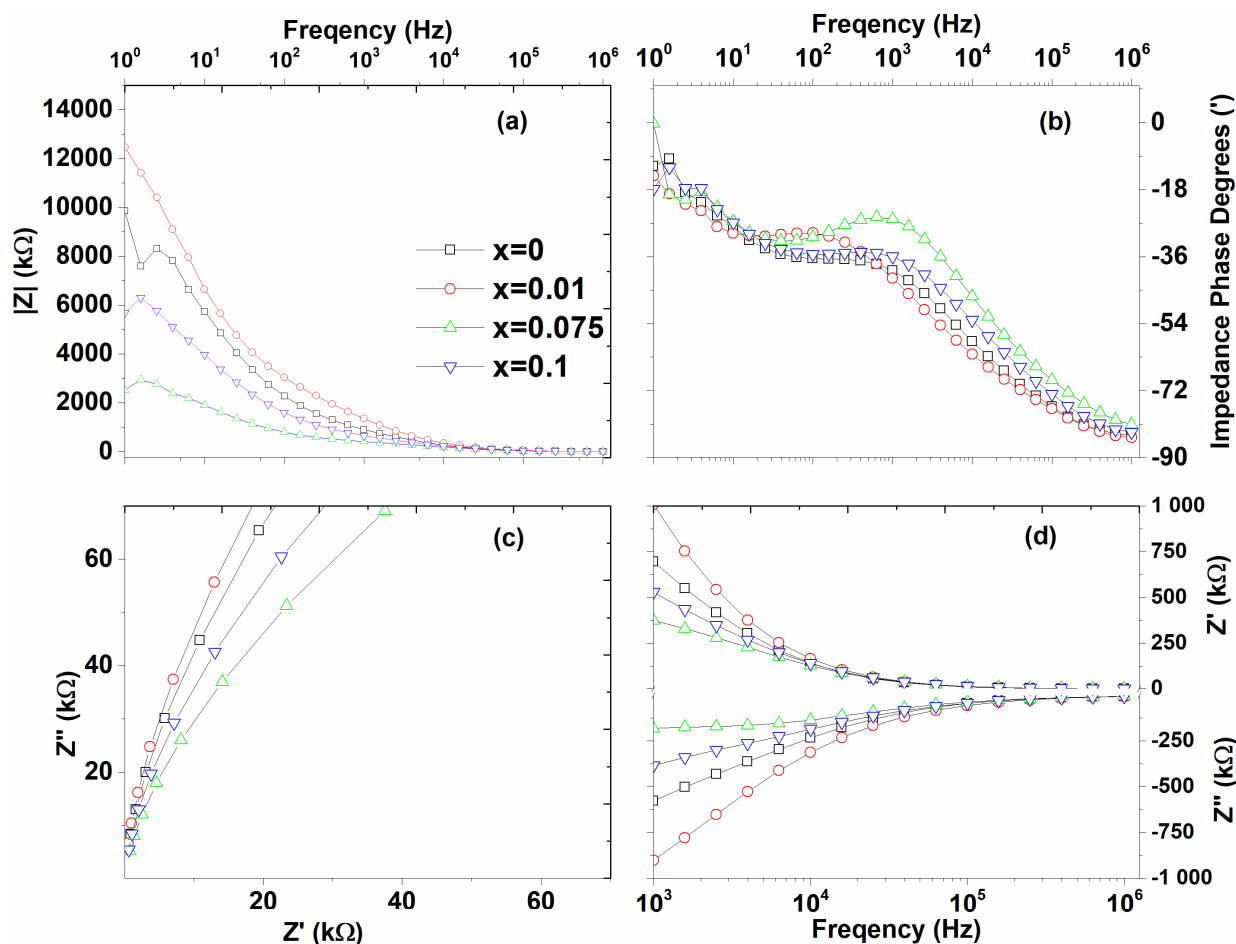 Freqency (Hz)
10⁰ 10¹ 10² 10³ 10⁴ 10⁵ 10⁶
14000
12000
10000
8000
6000
4000
2000
0
|Z| (kΩ)
(a)
x=0
x=0.01
x=0.075
x=0.1
Freqency (Hz)
10⁰ 10¹ 10² 10³ 10⁴ 10⁵ 10⁶
(b)
0
-18
-36
-54
-72
-90
Impedance Phase Degrees (')
(c)
60
40
20
Z'' (kΩ)
20 40 60
Z' (kΩ)
(d)
1 000
750
500
250
0
Z' (kΩ)
-250
-500
-750
-1 000
Z'' (kΩ)
10³ 10⁴ 10⁵ 10⁶
Freqency (Hz)